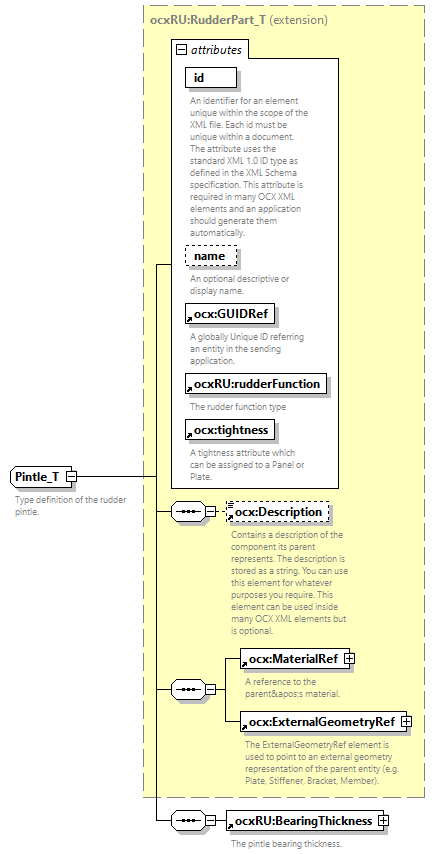 ocxRU:RudderPart_T (extension)
attributes
id
An identifier for an element
unique within the scope of the
XML file. Each id must be
unique within a document.
The attribute uses the
standard XML 1.0 ID type as
defined in the XML Schema
specification. This attribute is
required in many OCX XML
elements and an application
should generate them
automatically.
name
An optional descriptive or
display name.
ocx:GUIDRef
A globally Unique ID referring
an entity in the sending
application.
ocxRU:rudderFunction
The rudder function type
ocx:tightness
A tightness attribute which
can be assigned to a Panel or
Plate.
Pintle_T
Type definition of the rudder
pintle.
ocx:Description
Contains a description of the
component its parent
represents. The description is
stored as a string. You can use
this element for whatever
purposes you require. This
element can be used inside
many OCX XML elements but
is optional.
ocx:MaterialRef
A reference to the
parent&apos;s material.
ocx:ExternalGeometryRef
The ExternalGeometryRef element is
used to point to an external geometry
representation of the parent entity (e.g.
Plate, Stiffener, Bracket, Member).
ocxRU:BearingThickness
The pintle bearing thickness.